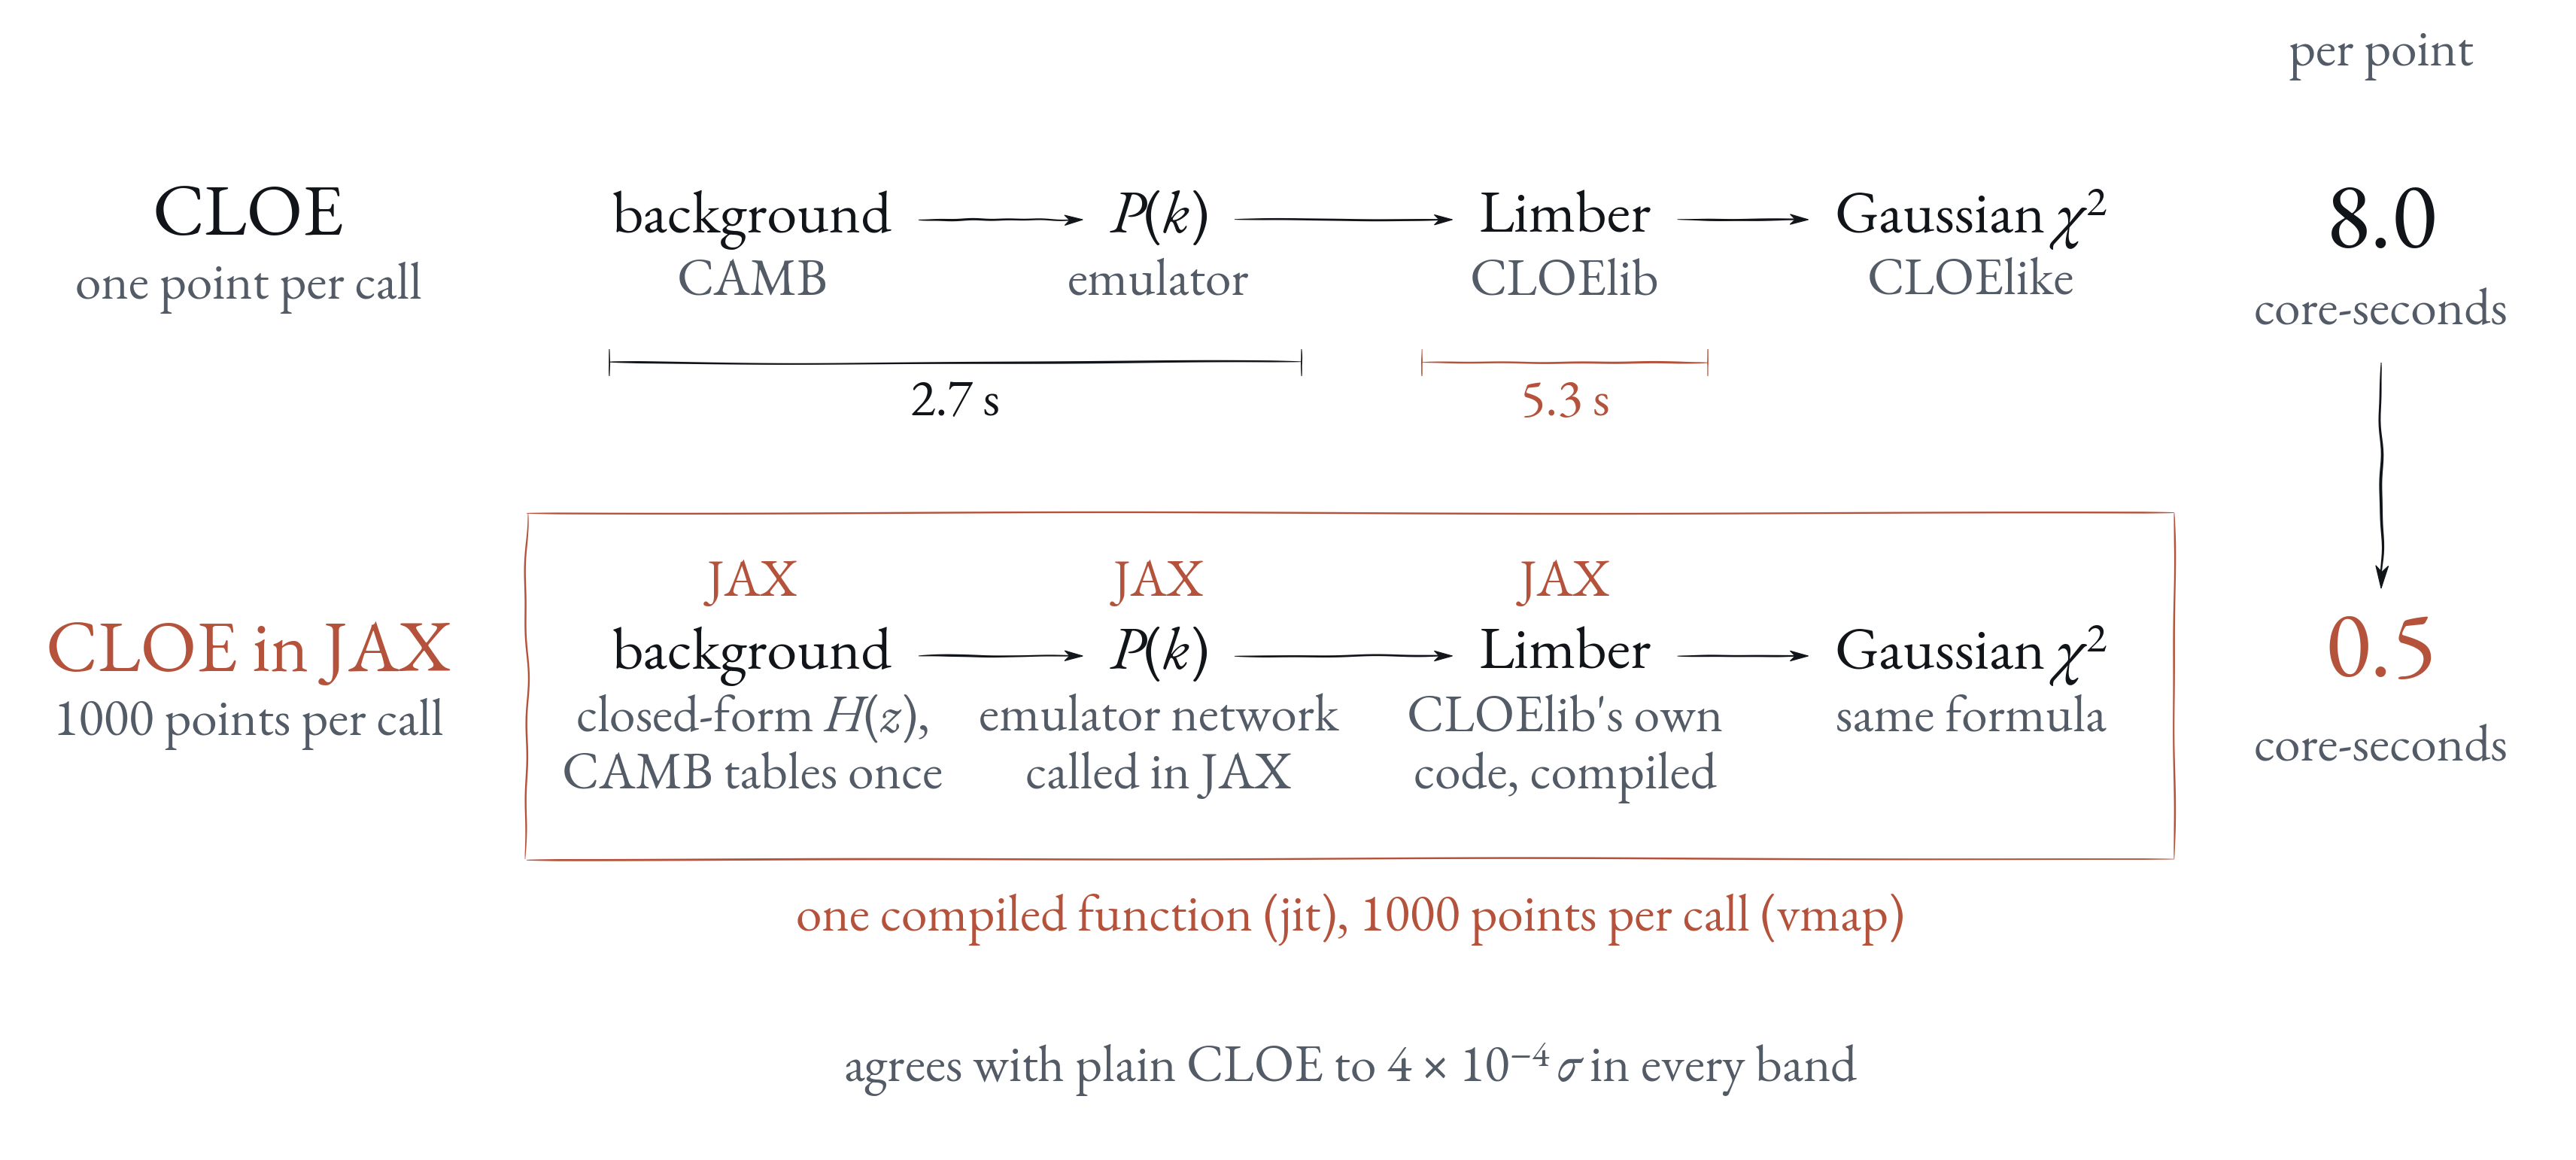 per point
CLOE
one point per call
background
CAMB
P(k)
emulator
Limber
CLOElib
Gaussian χ²
CLOElike
8.0
core-seconds
2.7 s
5.3 s
CLOE in JAX
1000 points per call
JAX
background
closed-form H(z),
CAMB tables once
JAX
P(k)
emulator network
called in JAX
JAX
Limber
CLOElib's own
code, compiled
Gaussian χ²
same formula
0.5
core-seconds
one compiled function (jit), 1000 points per call (vmap)
agrees with plain CLOE to 4 × 10⁻⁴ σ in every band